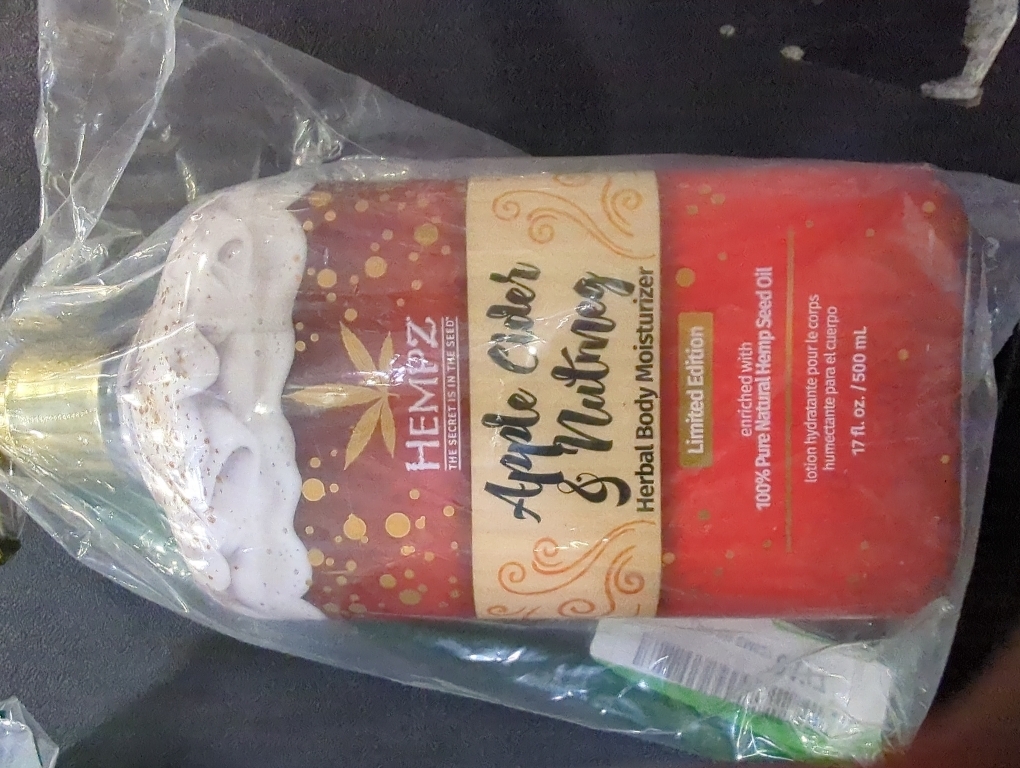 HEMPZ
THE SECRET IS IN THE SEED
Apple Cider
& Nutmeg
Herbal Body Moisturizer
Limited Edition
enriched with
100% Pure Natural Hemp Seed Oil
lotion hydratante pour le corps
humectante para el cuerpo
17 fl. oz. / 500 mL